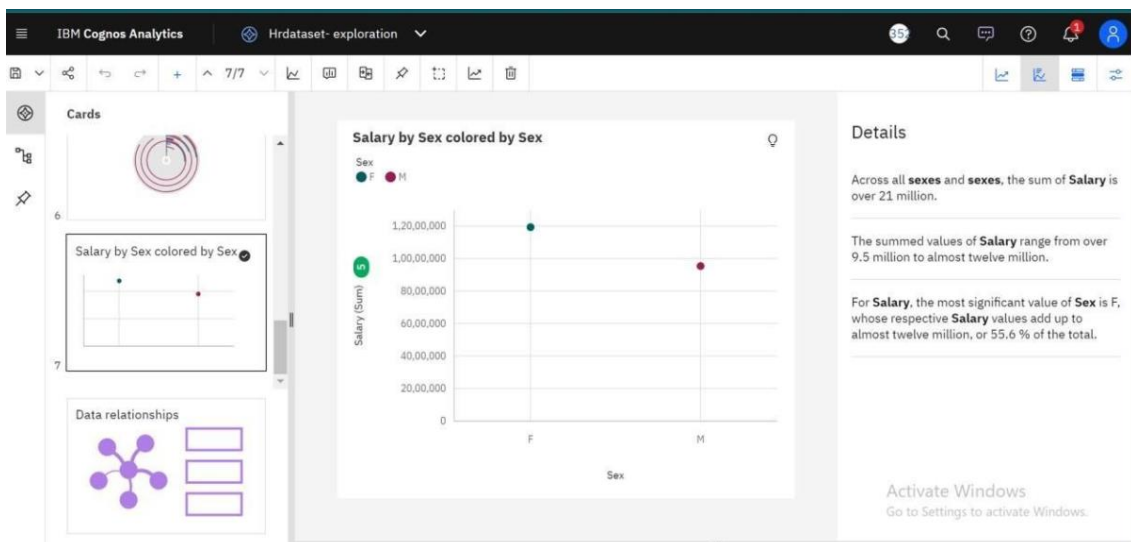 IBM Cognos Analytics
Hrdataset- exploration
1
7/7
Cards
6
Salary by Sex colored by Sex
7
Data relationships
Salary by Sex colored by Sex
Sex
F M
1,20,00,000
1,00,00,000
80,00,000
60,00,000
40,00,000
20,00,000
0
5
Salary (Sum)
F
M
Sex
Details
Across all sexes and sexes, the sum of Salary is
over 21 million.
The summed values of Salary range from over
9.5 million to almost twelve million.
For Salary, the most significant value of Sex is F,
whose respective Salary values add up to
almost twelve million, or 55.6 % of the total.
Activate Windows
Go to Settings to activate Windows.